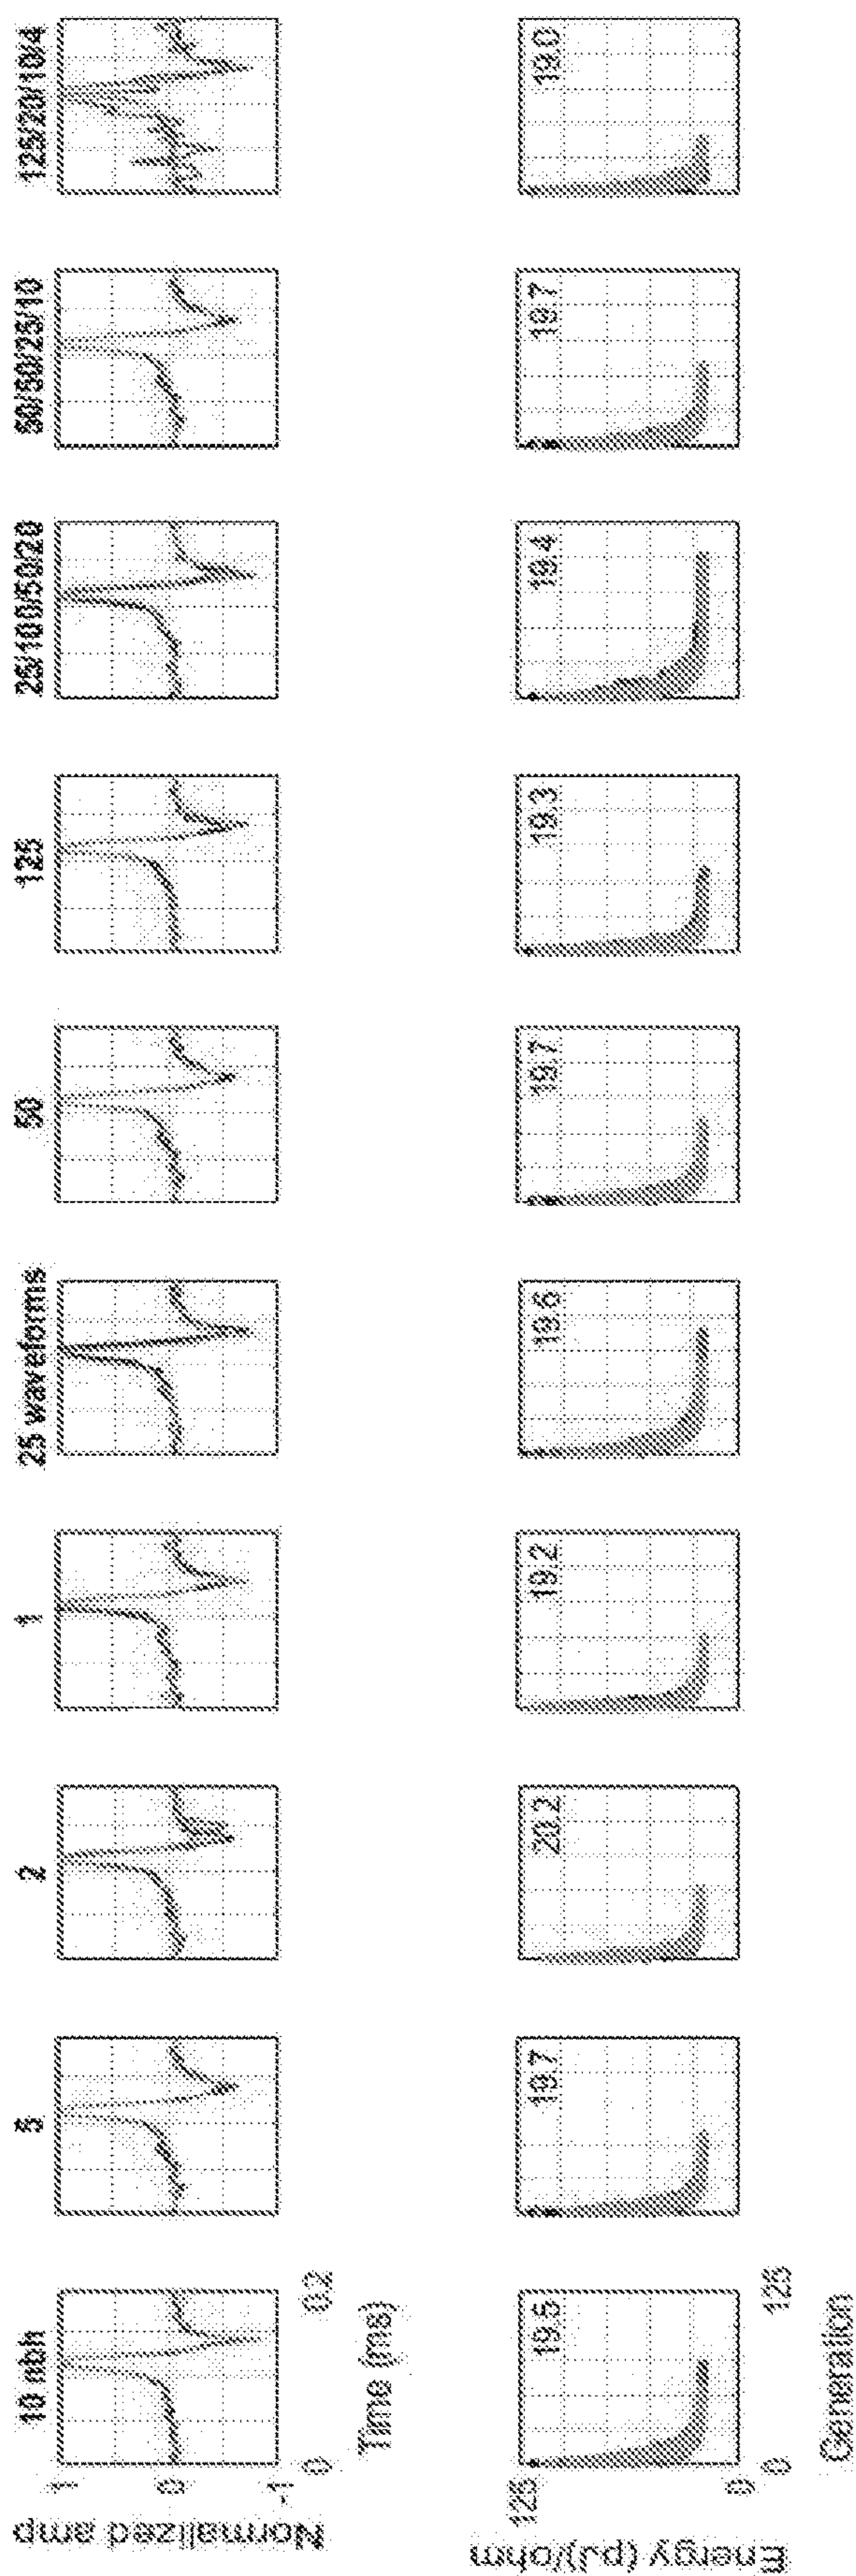 10 nbh 5 2 1 25 waveforms 50 125 25/100/50/20 50/50/25/10 125/20/10/4
Normalized amp
1
0
-1
0 0.2
Time (ms)
19.5 19.7 20.2 19.2 19.6 19.7 19.3 19.4 19.7 19.0
Energy (pJ)/ohm
125
0
0 125
Generation